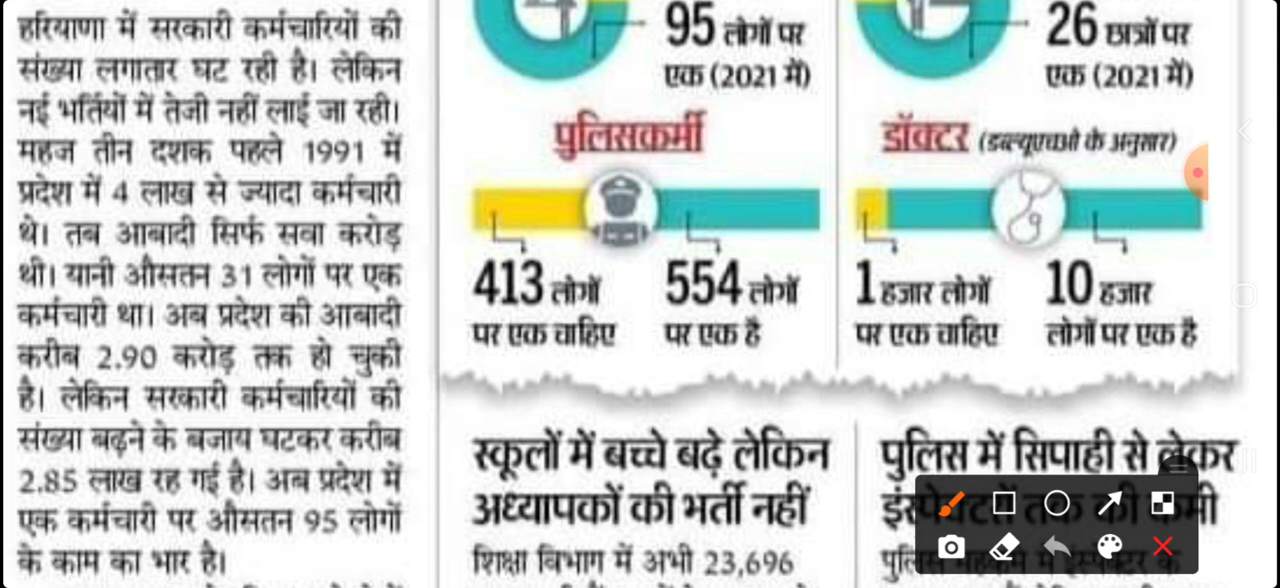 हरियाणा में सरकारी कर्मचारियों की
संख्या लगातार घट रही है। लेकिन
नई भर्तियों में तेजी नहीं लाई जा रही।
महज तीन दशक पहले 1991 में
प्रदेश में 4 लाख से ज्यादा कर्मचारी
थे। तब आबादी सिर्फ सवा करोड़
थी। यानी औसतन 31 लोगों पर एक
कर्मचारी था। अब प्रदेश की आबादी
करीब 2.90 करोड़ तक हो चुकी
है। लेकिन सरकारी कर्मचारियों की
संख्या बढ़ने के बजाय घटकर करीब
2.85 लाख रह गई है। अब प्रदेश में
एक कर्मचारी पर औसतन 95 लोगों
के काम का भार है।
95 लोगों पर
एक (2021 में)
26 छात्रों पर
एक (2021 में)
पुलिसकर्मी
413 लोगों
पर एक चाहिए
554 लोगों
पर एक है
डॉक्टर (डब्ल्यूएचओ के अनुसार)
1 हजार लोगों
पर एक चाहिए
10 हजार
लोगों पर एक है
स्कूलों में बच्चे बढ़े लेकिन
अध्यापकों की भर्ती नहीं
शिक्षा विभाग में अभी 23,696
पुलिस में सिपाही से लेकर
इंस्पेक्टरों तक की कमी